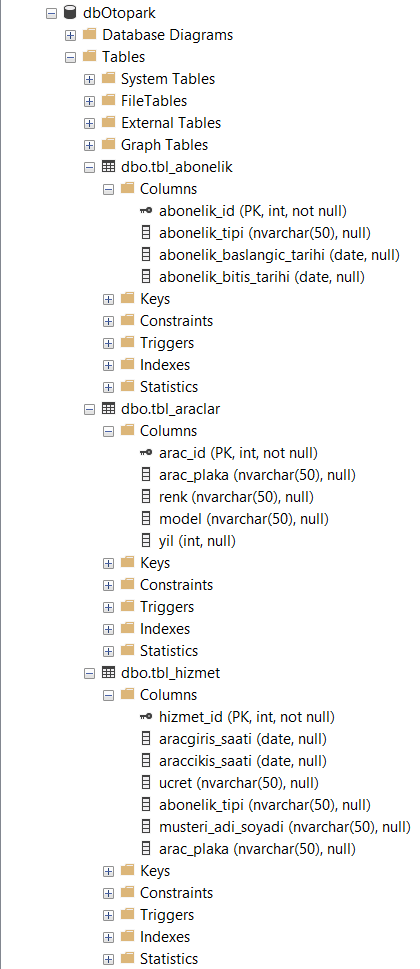 dbOtopark
Database Diagrams
Tables
System Tables
FileTables
External Tables
Graph Tables
dbo.tbl_abonelik
Columns
abonelik_id (PK, int, not null)
abonelik_tipi (nvarchar(50), null)
abonelik_baslangic_tarihi (date, null)
abonelik_bitis_tarihi (date, null)
Keys
Constraints
Triggers
Indexes
Statistics
dbo.tbl_araclar
Columns
arac_id (PK, int, not null)
arac_plaka (nvarchar(50), null)
renk (nvarchar(50), null)
model (nvarchar(50), null)
yil (int, null)
Keys
Constraints
Triggers
Indexes
Statistics
dbo.tbl_hizmet
Columns
hizmet_id (PK, int, not null)
aracgiris_saati (date, null)
araccikis_saati (date, null)
ucret (nvarchar(50), null)
abonelik_tipi (nvarchar(50), null)
musteri_adi_soyadi (nvarchar(50), null)
arac_plaka (nvarchar(50), null)
Keys
Constraints
Triggers
Indexes
Statistics